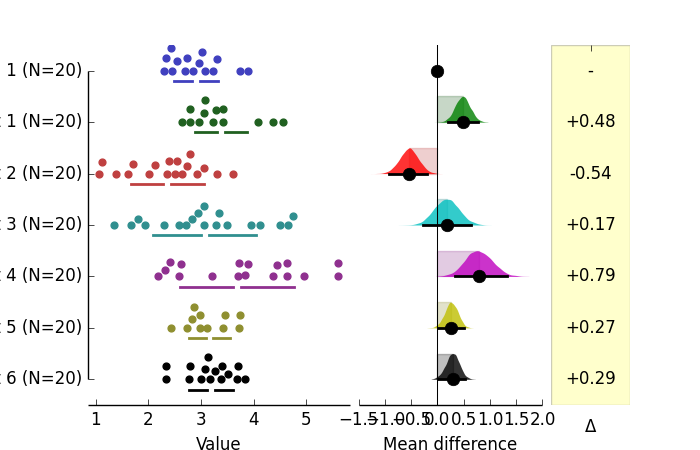 1 (N=20) -
1 (N=20) +0.48
2 (N=20) -0.54
3 (N=20) +0.17
4 (N=20) +0.79
5 (N=20) +0.27
6 (N=20) +0.29
1 2 3 4 5 −1.5 −1.0 −0.5 0.0 0.5 1.0 1.5 2.0 Δ
Value Mean difference